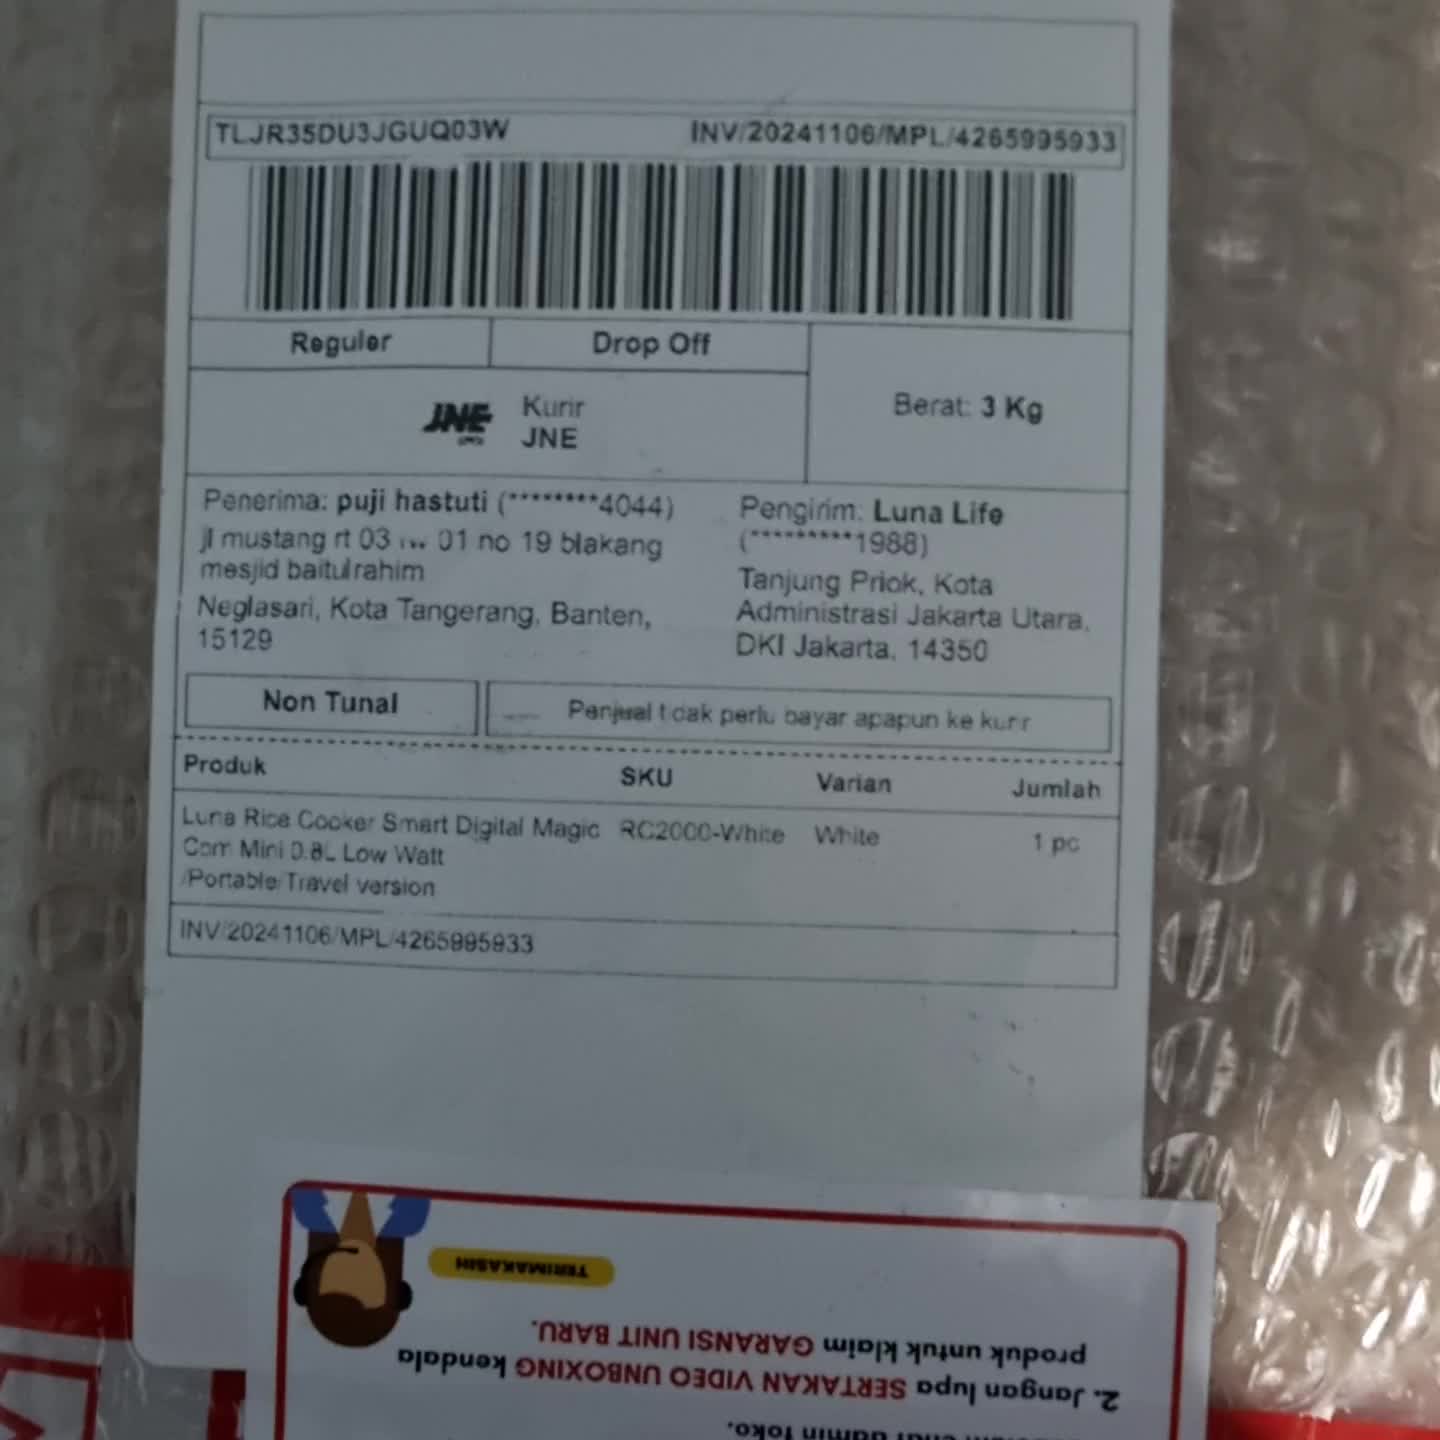 TLJR35DU3JGUQ03W INV/20241106/MPL/4265995933
Reguler Drop Off
Berat: 3 Kg
JNE Kurir
JNE
Penerima: puji hastuti (********4044)
jl mustang rt 03 rw 01 no 19 blakang
mesjid baitulrahim
Neglasari, Kota Tangerang, Banten,
15129
Pengirim: Luna Life
(*********1988)
Tanjung Priok, Kota
Administrasi Jakarta Utara,
DKI Jakarta, 14350
Non Tunai Penjual tidak perlu bayar apapun ke kurir
Produk SKU Varian Jumlah
Luna Rice Cooker Smart Digital Magic RC2000-White White 1 pc
Com Mini 0.8L Low Watt
/Portable/Travel version
INV/20241106/MPL/4265995933
TERIMAKASIH
produk untuk klaim GARANSI UNIT BARU.
2. Jangan lupa SERTAKAN VIDEO UNBOXING kendala
admin toko.